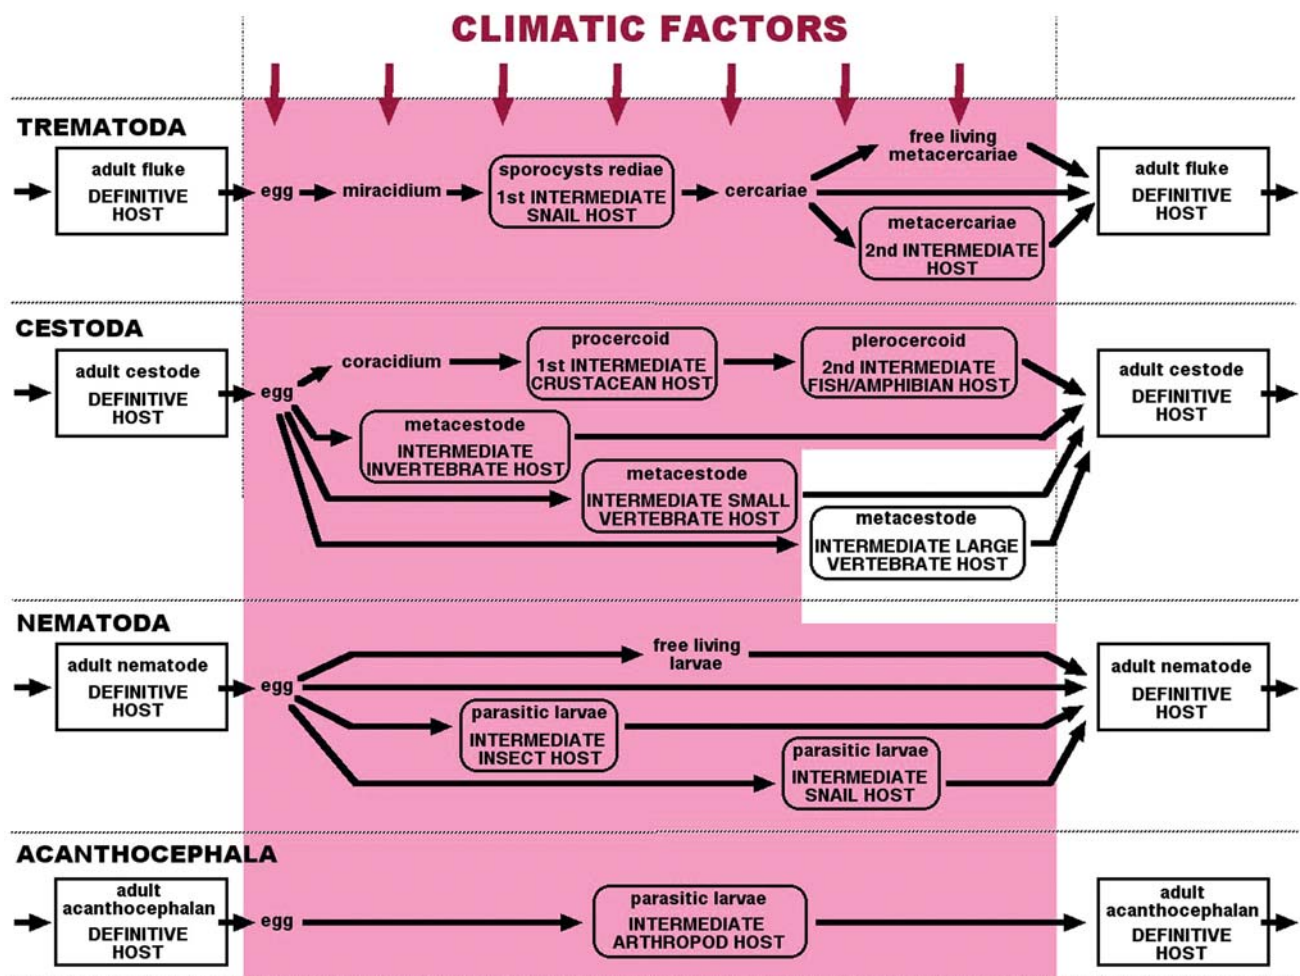 CLIMATIC FACTORS
TREMATODA
adult fluke
DEFINITIVE
HOST
egg
miracidium
sporocysts rediae
1st INTERMEDIATE
SNAIL HOST
cercariae
free living
metacercariae
metacercariae
2nd INTERMEDIATE
HOST
adult fluke
DEFINITIVE
HOST
CESTODA
adult cestode
DEFINITIVE
HOST
egg
coracidium
procercoid
1st INTERMEDIATE
CRUSTACEAN HOST
plerocercoid
2nd INTERMEDIATE
FISH/AMPHIBIAN HOST
metacestode
INTERMEDIATE
INVERTEBRATE HOST
metacestode
INTERMEDIATE SMALL
VERTEBRATE HOST
metacestode
INTERMEDIATE LARGE
VERTEBRATE HOST
adult cestode
DEFINITIVE
HOST
NEMATODA
adult nematode
DEFINITIVE
HOST
egg
free living
larvae
parasitic larvae
INTERMEDIATE
INSECT HOST
parasitic larvae
INTERMEDIATE
SNAIL HOST
adult nematode
DEFINITIVE
HOST
ACANTHOCEPHALA
adult
acanthocephalan
DEFINITIVE
HOST
egg
parasitic larvae
INTERMEDIATE
ARTHROPOD HOST
adult
acanthocephalan
DEFINITIVE
HOST